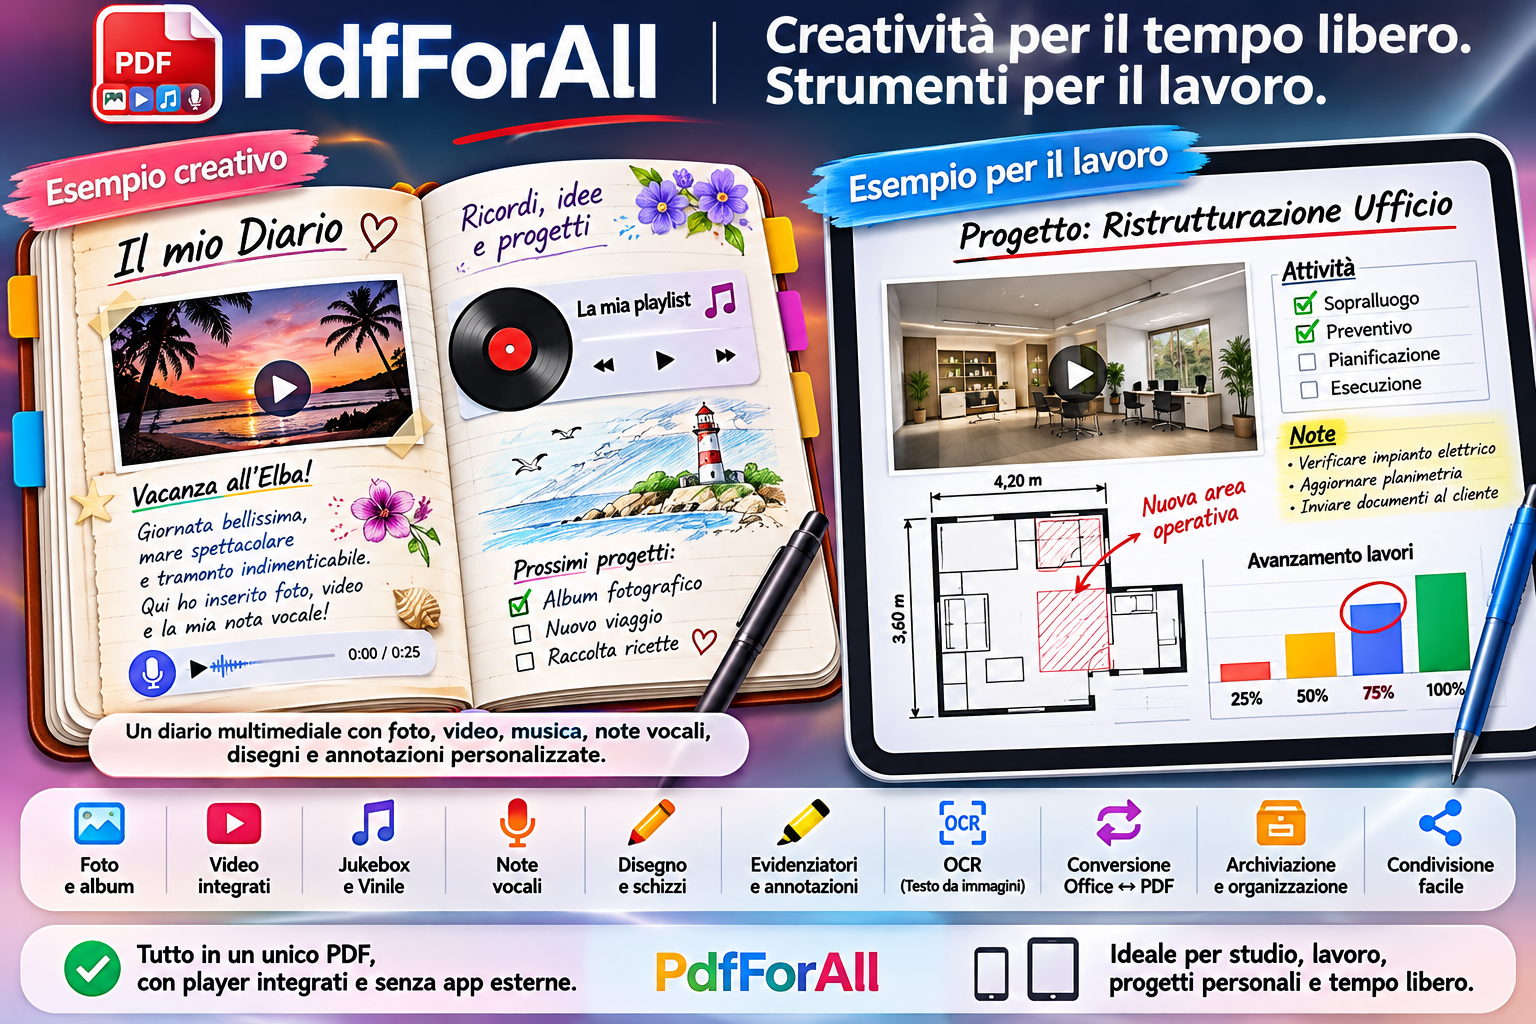 PDF
PdfForAll
Creatività per il tempo libero.
Strumenti per il lavoro.
Esempio creativo
Il mio Diario
Vacanza all'Elba!
Giornata bellissima,
mare spettacolare
e tramonto indimenticabile.
Qui ho inserito foto, video
e la mia nota vocale!
0:00 / 0:25
Ricordi, idee
e progetti
La mia playlist
Prossimi progetti:
Album fotografico
Nuovo viaggio
Raccolta ricette
Un diario multimediale con foto, video, musica, note vocali,
disegni e annotazioni personalizzate.
Esempio per il lavoro
Progetto: Ristrutturazione Ufficio
Attività
Sopralluogo
Preventivo
Pianificazione
Esecuzione
Note
• Verificare impianto elettrico
• Aggiornare planimetria
• Inviare documenti al cliente
4,20 m
3,60 m
Nuova area
operativa
Avanzamento lavori
25% 50% 75% 100%
Foto
e album
Video
integrati
Jukebox
e Vinile
Note
vocali
Disegno
e schizzi
Evidenziatori
e annotazioni
OCR
OCR
(Testo da immagini)
Conversione
Office ↔ PDF
Archiviazione
e organizzazione
Condivisione
facile
Tutto in un unico PDF,
con player integrati e senza app esterne.
PdfForAll
Ideale per studio, lavoro,
progetti personali e tempo libero.